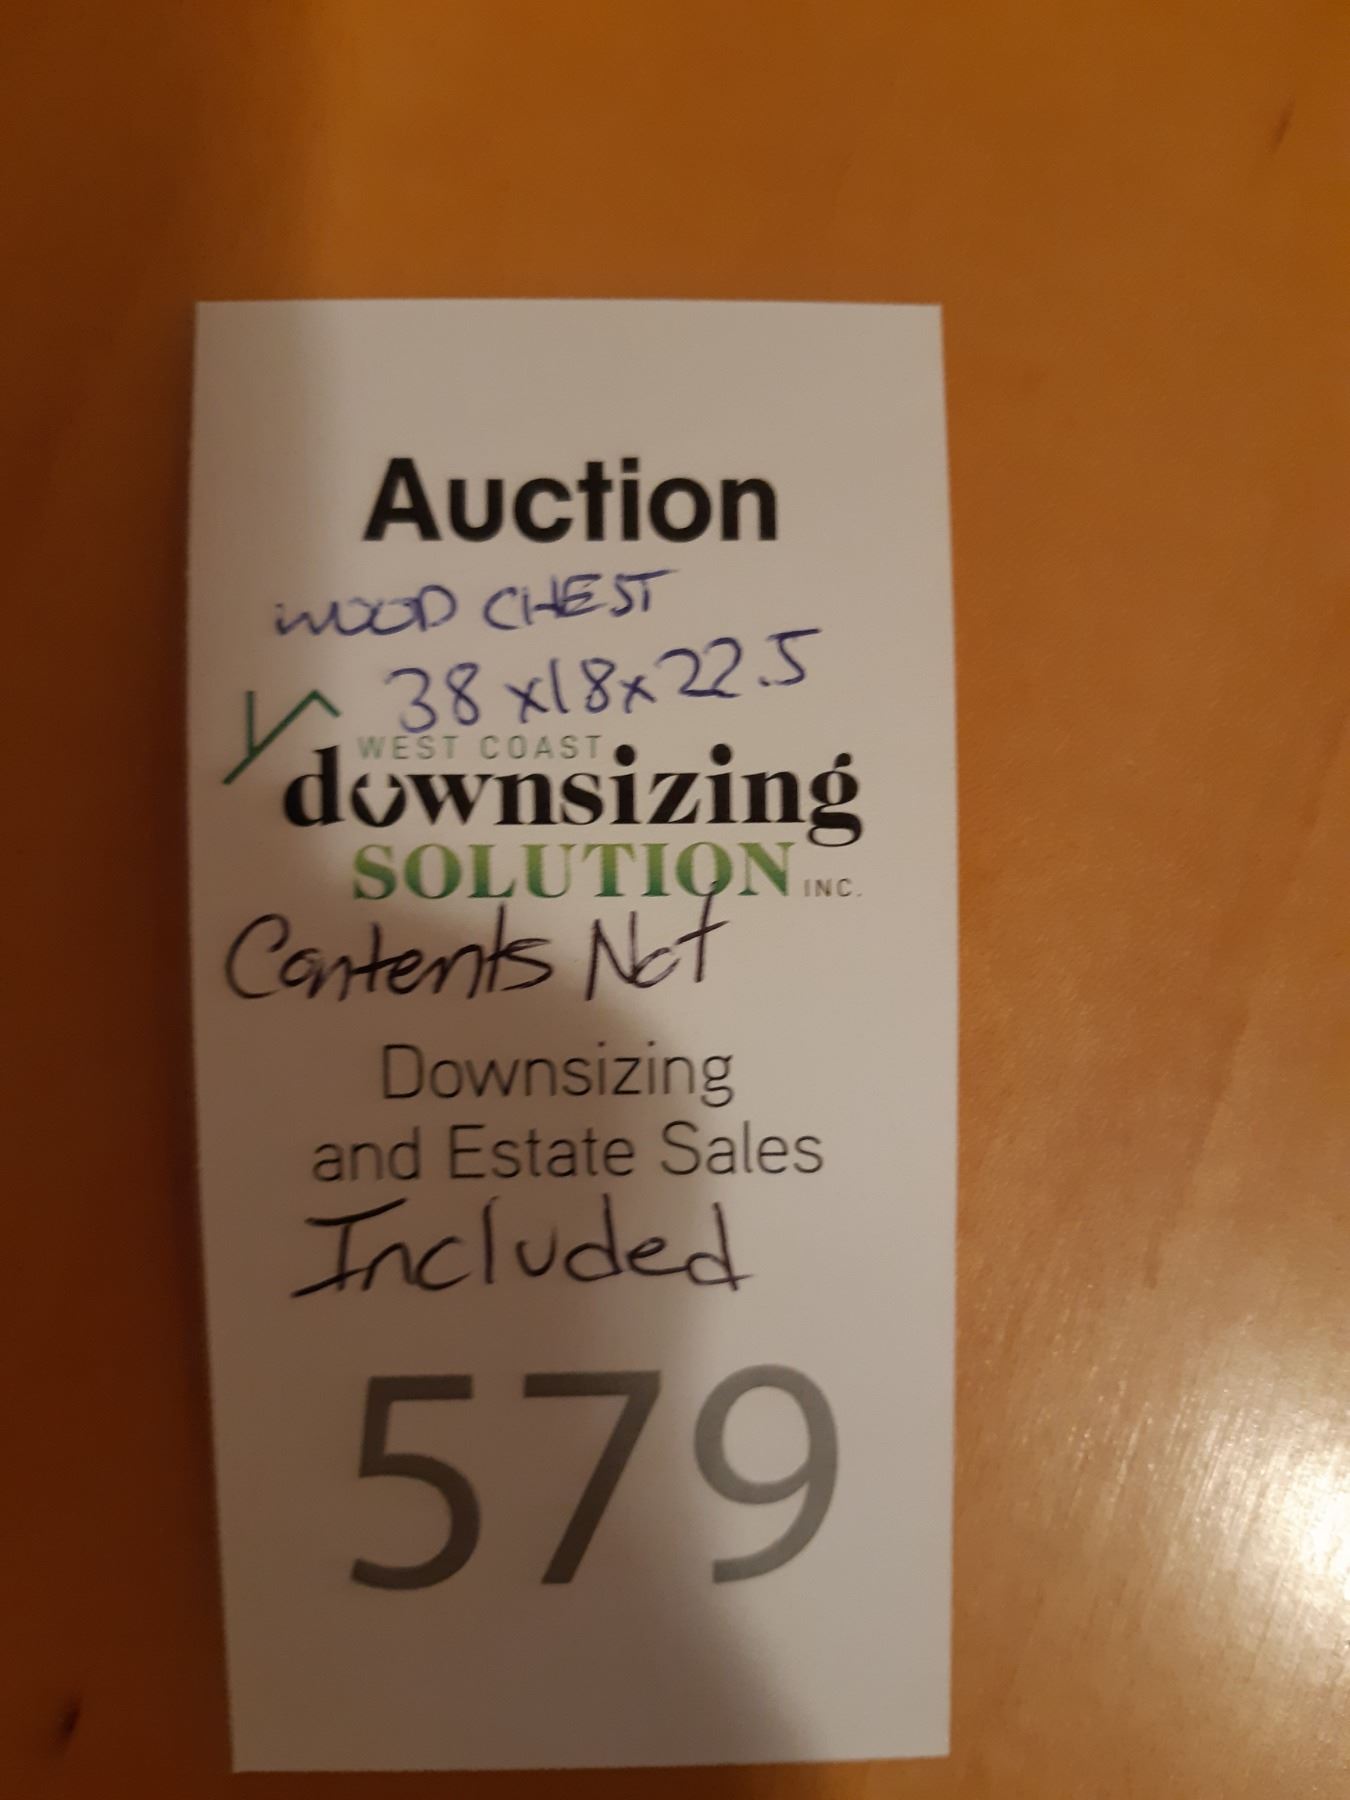 Auction
WOOD CHEST
38 x 18 x 22.5
WEST COAST
downsizing
SOLUTION INC.
Contents Not
Downsizing
and Estate Sales
Included
579